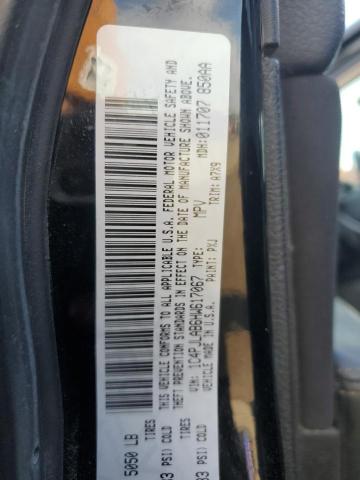 5050 LB
TIRES
33 PSI) COLD
TIRES
33 PSI) COLD
THIS VEHICLE CONFORMS TO ALL APPLICABLE U.S.A. FEDERAL MOTOR VEHICLE SAFETY AND
THEFT PREVENTION STANDARDS IN EFFECT ON THE DATE OF MANUFACTURE SHOWN ABOVE.
VIN: 1C4PJLAB6HW617067 TYPE: MPV MDH: 011707 850AA
VEHICLE MADE IN U.S.A. PAINT: PXJ TRIM: A7X9